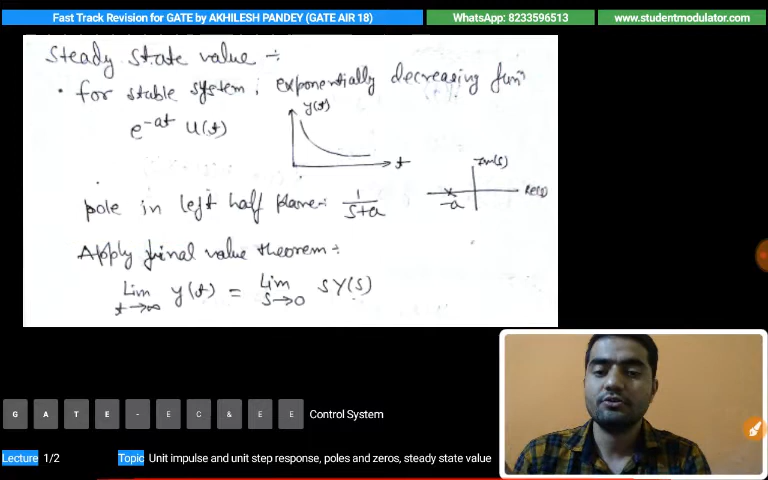 Fast Track Revision for GATE by AKHILESH PANDEY (GATE AIR 18)
WhatsApp: 8233596513
www.studentmodulator.com
Steady state value ÷
• for stable system; exponentially decreasing funⁿ
e^-at u(t)
y(t)
t
Im(s)
Re(s)
-a
pole in left half plane:- 1/s+a
Apply final value theorem ÷
Lim t→∞ y(t) = Lim s→0 SY(S)
G A T E - E C & E E Control System
Lecture 1/2 Topic Unit impulse and unit step response, poles and zeros, steady state value